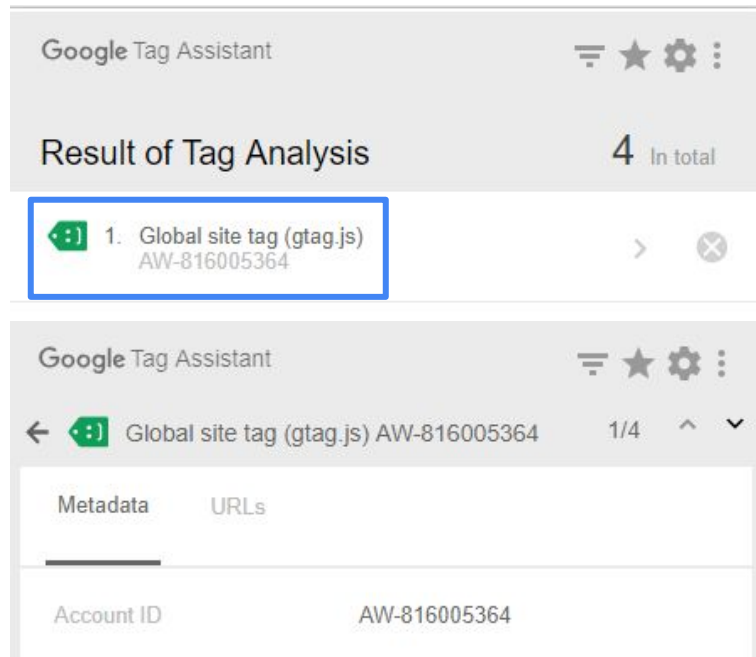 Google Tag Assistant
Result of Tag Analysis 4 In total
1. Global site tag (gtag.js)
AW-816005364
Google Tag Assistant
Global site tag (gtag.js) AW-816005364 1/4
Metadata URLs
Account ID AW-816005364